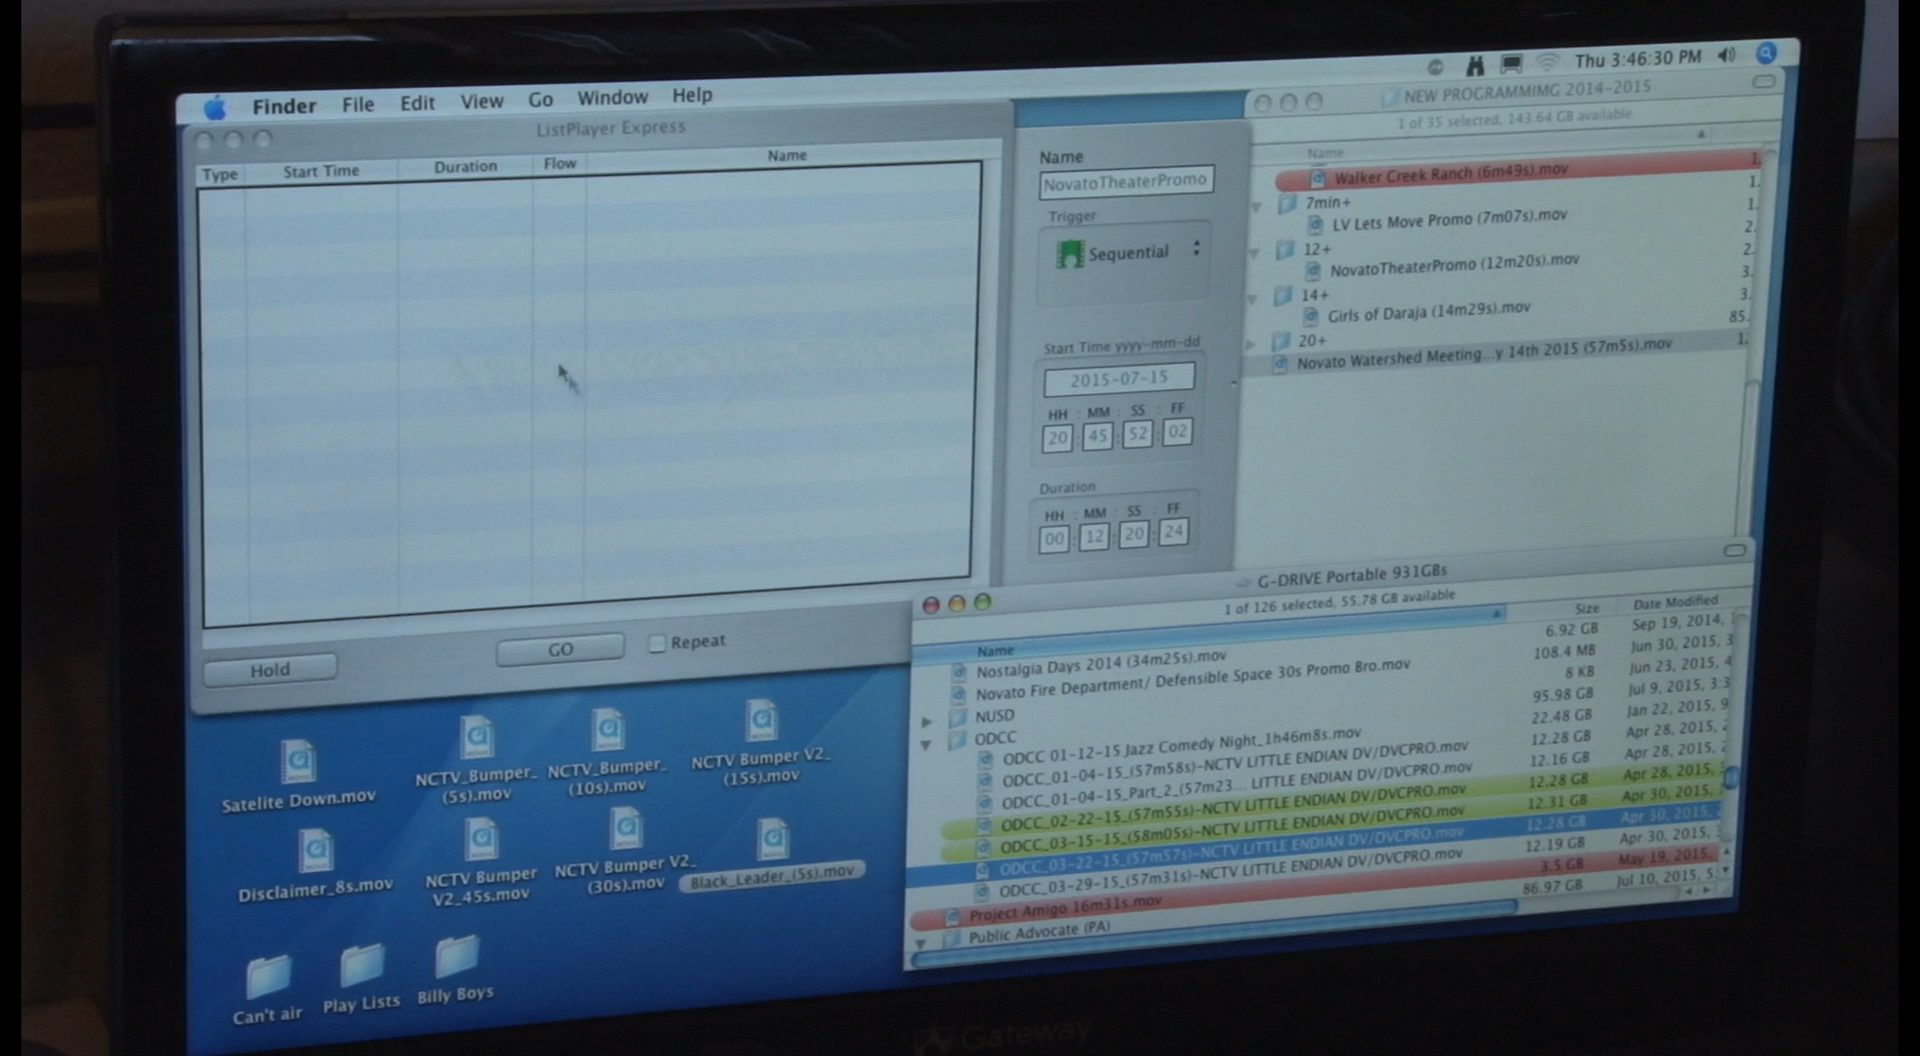 Finder File Edit View Go Window Help
Thu 3:46:30 PM
ListPlayer Express
Type Start Time Duration Flow Name
Hold
GO
Repeat
Name
NovatoTheaterPromo
Trigger
Sequential
Start Time yyyy-mm-dd
2015-07-15
HH : MM : SS : FF
20 : 45 : 52 : 02
Duration
HH : MM : SS : FF
00 : 12 : 20 : 24
NEW PROGRAMMIMG 2014-2015
1 of 35 selected, 143.64 GB available
Name
Walker Creek Ranch (6m49s).mov 1.
7min+ 1.
LV Lets Move Promo (7m07s).mov 1.
12+ 2.
NovatoTheaterPromo (12m20s).mov 2.
14+ 3.
Girls of Daraja (14m29s).mov 3.
20+ 85.
Novato Watershed Meeting...y 14th 2015 (57m5s).mov 1.
G-DRIVE Portable 931GBs
1 of 126 selected, 55.78 GB available
Name Size Date Modified
Nostalgia Days 2014 (34m25s).mov 6.92 GB Sep 19, 2014,
Novato Fire Department/ Defensible Space 30s Promo Bro.mov 108.4 MB Jun 30, 2015, 3
NUSD 8 KB Jun 23, 2015, 4
ODCC 95.98 GB Jul 9, 2015, 3:3
ODCC 01-12-15 Jazz Comedy Night_1h46m8s.mov 22.48 GB Jan 22, 2015, 9
ODCC_01-04-15_(57m58s)-NCTV LITTLE ENDIAN DV/DVCPRO.mov 12.28 GB Apr 28, 2015,
ODCC_01-04-15_Part_2_(57m23... LITTLE ENDIAN DV/DVCPRO.mov 12.16 GB Apr 28, 2015,
ODCC_02-22-15_(57m55s)-NCTV LITTLE ENDIAN DV/DVCPRO.mov 12.28 GB Apr 28, 2015,
ODCC_03-15-15_(58m05s)-NCTV LITTLE ENDIAN DV/DVCPRO.mov 12.31 GB Apr 30, 2015,
ODCC_03-22-15_(57m57s)-NCTV LITTLE ENDIAN DV/DVCPRO.mov 12.28 GB Apr 30, 2015,
ODCC_03-29-15_(57m31s)-NCTV LITTLE ENDIAN DV/DVCPRO.mov 12.19 GB Apr 30, 2015,
Project Amigo 16m31s.mov 3.5 GB May 19, 2015,
Public Advocate (PA) 86.97 GB Jul 10, 2015, 5
Satelite Down.mov
NCTV_Bumper_
(5s).mov
NCTV_Bumper_
(10s).mov
NCTV Bumper V2_
(15s).mov
Disclaimer_8s.mov
NCTV Bumper
V2_45s.mov
NCTV Bumper V2_
(30s).mov
Black_Leader_(5s).mov
Can't air
Play Lists
Billy Boys
Gateway